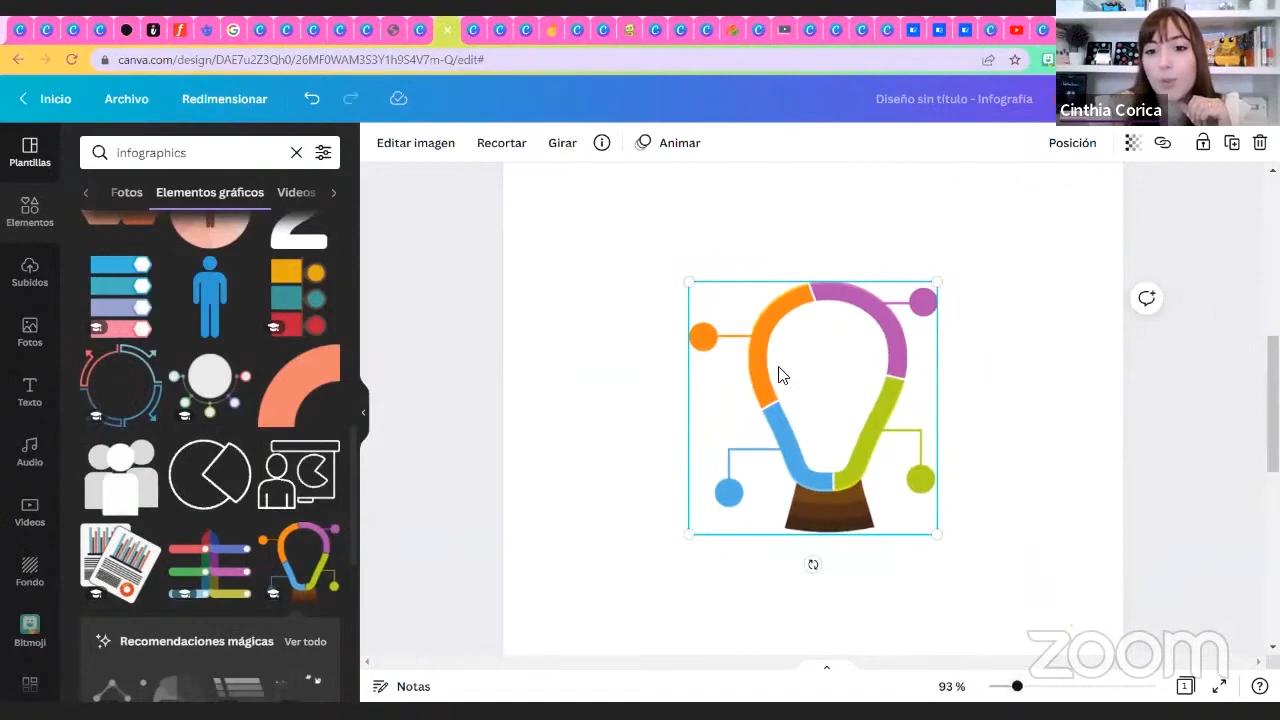 canva.com/design/DAE7u2Z3Qh0/26MF0WAWB3S3Y
Q/edit#
Cinthia Corica
Inicio
Archivo
Redimensionar
Diseño sin título - Infografía
Plantillas
infographics
Editar imagen
Recortar
Girar
Animar
Posición
Fotos
Elementos gráficos
Videos
Elementos
Subidos
Fotos
Texto
Audio
Videos
Fondo
Bitmoji
Recomendaciones mágicas
Ver todo
Notas
93 %
1
zoom